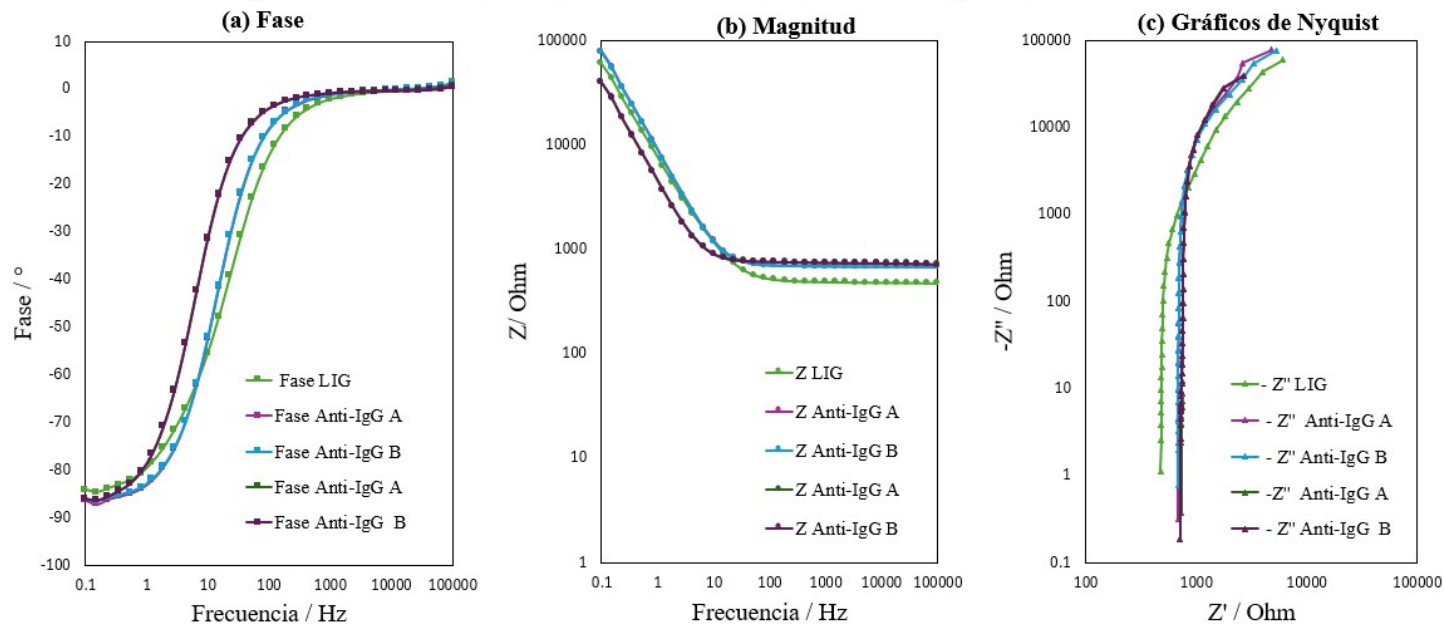 (a) Fase
10
0
-10
-20
-30
-40
-50
-60
-70
-80
-90
-100
Fase / °
0.1 1 10 100 1000 10000 100000
Frecuencia / Hz
Fase LIG
Fase Anti-IgG A
Fase Anti-IgG B
Fase Anti-IgG A
Fase Anti-IgG B
(b) Magnitud
100000
10000
1000
100
10
1
Z/ Ohm
0.1 1 10 100 1000 10000 100000
Frecuencia / Hz
Z LIG
Z Anti-IgG A
Z Anti-IgG B
Z Anti-IgG A
Z Anti-IgG B
(c) Gráficos de Nyquist
100000
10000
1000
100
10
1
0.1
-Z'' / Ohm
100 1000 10000 100000
Z' / Ohm
- Z'' LIG
- Z'' Anti-IgG A
- Z'' Anti-IgG B
-Z'' Anti-IgG A
- Z'' Anti-IgG B